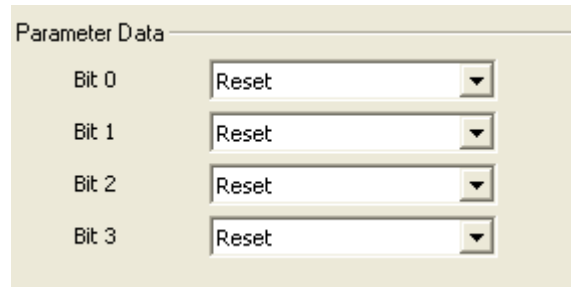 Parameter Data
Bit 0 Reset
Bit 1 Reset
Bit 2 Reset
Bit 3 Reset